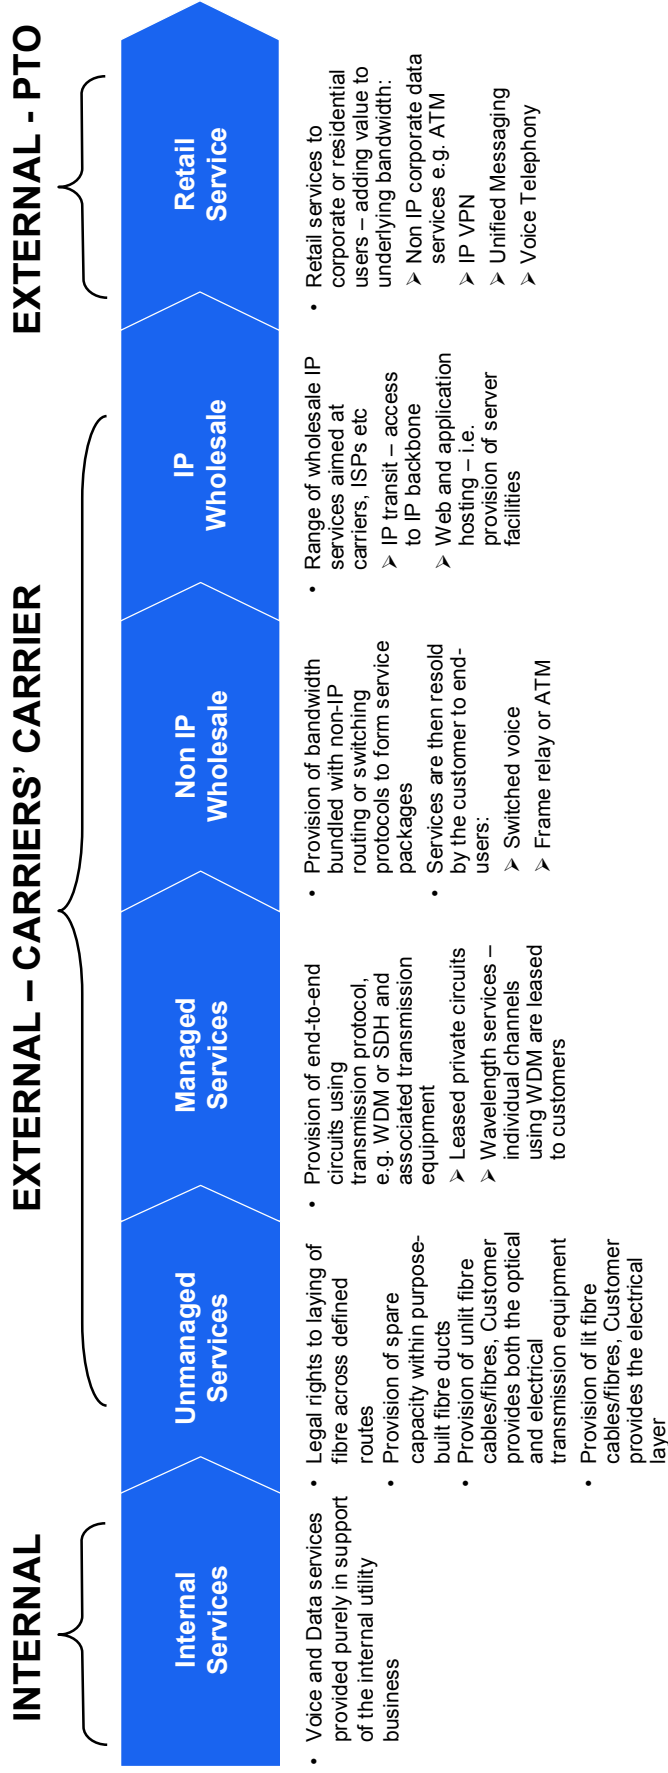 INTERNAL
EXTERNAL – CARRIERS’ CARRIER
EXTERNAL - PTO
Internal
Services
Unmanaged
Services
Managed
Services
Non IP
Wholesale
IP
Wholesale
Retail
Service
• Voice and Data services
provided purely in support
of the internal utility
business
• Legal rights to laying of
fibre across defined
routes
• Provision of spare
capacity within purpose-
built fibre ducts
• Provision of unlit fibre
cables/fibres, Customer
provides both the optical
and electrical
transmission equipment
• Provision of lit fibre
cables/fibres, Customer
provides the electrical
layer
• Provision of end-to-end
circuits using
transmission protocol,
e.g. WDM or SDH and
associated transmission
equipment
➢ Leased private circuits
➢ Wavelength services –
individual channels
using WDM are leased
to customers
• Provision of bandwidth
bundled with non-IP
routing or switching
protocols to form service
packages
• Services are then resold
by the customer to end-
users:
➢ Switched voice
➢ Frame relay or ATM
• Range of wholesale IP
services aimed at
carriers, ISPs etc
➢ IP transit – access
to IP backbone
➢ Web and application
hosting – i.e.
provision of server
facilities
• Retail services to
corporate or residential
users – adding value to
underlying bandwidth:
➢ Non IP corporate data
services e.g. ATM
➢ IP VPN
➢ Unified Messaging
➢ Voice Telephony